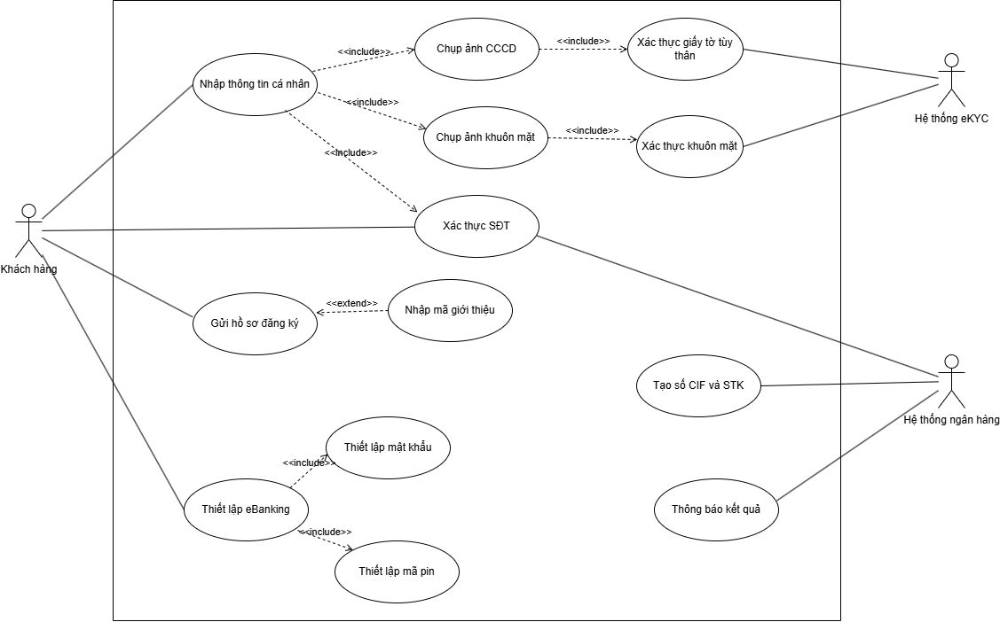 Chụp ảnh CCCD
<<include>>
Xác thực giấy tờ tùy
thân
<<include>>
Nhập thông tin cá nhân
<<include>>
Hệ thống eKYC
Chụp ảnh khuôn mặt
<<include>>
Xác thực khuôn mặt
<<include>>
Xác thực SĐT
Khách hàng
<<extend>>
Nhập mã giới thiệu
Gửi hồ sơ đăng ký
Tạo số CIF và STK
Hệ thống ngân hàng
Thiết lập mật khẩu
<<include>>
Thiết lập eBanking
Thông báo kết quả
<<include>>
Thiết lập mã pin